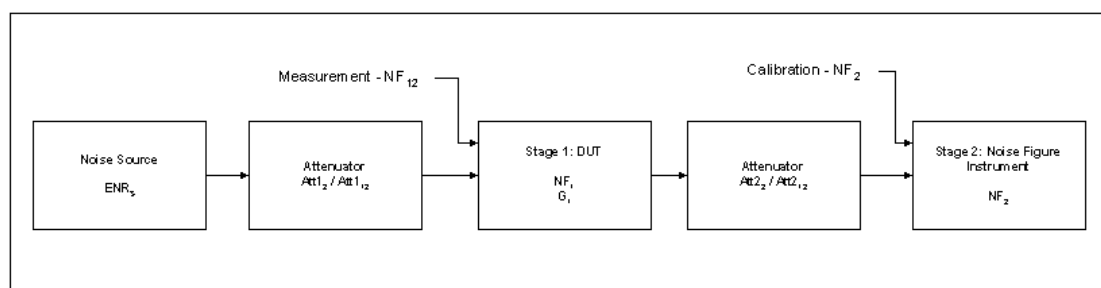 Measurement - NF₁₂
Calibration - NF₂
Noise Source
ENRₛ
Attenuator
Att1₂ / Att1₁₂
Stage 1: DUT
NF₁
G₁
Attenuator
Att2₂ / Att2₁₂
Stage 2: Noise Figure
Instrument
NF₂